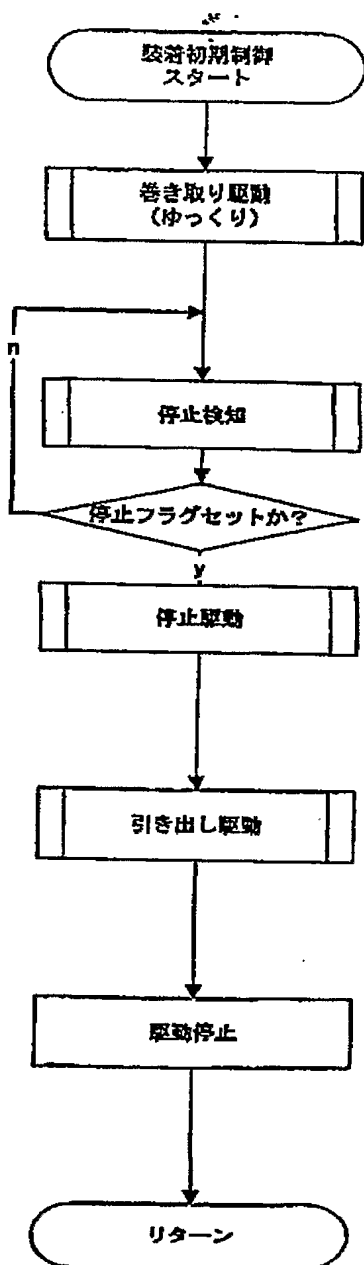 装着初期制御
スタート
巻き取り駆動
(ゆっくり)
n
停止検知
停止フラグセットか?
y
停止駆動
引き出し駆動
駆動停止
リターン